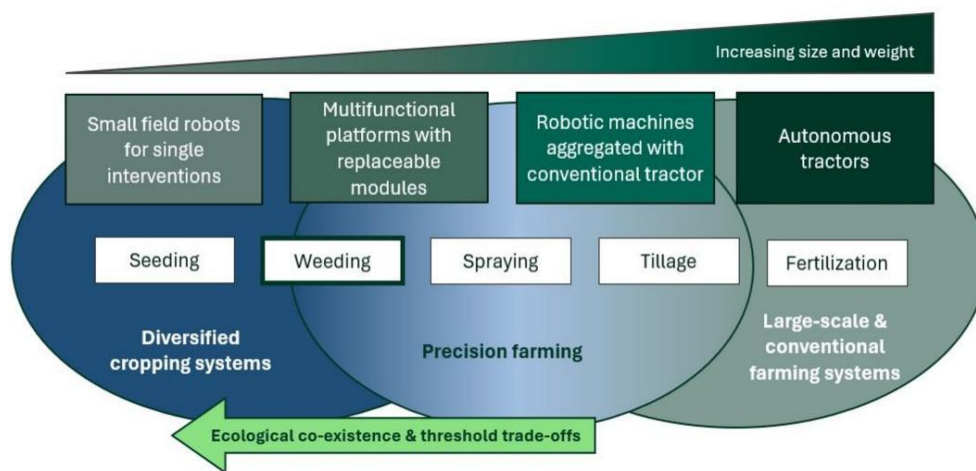 Increasing size and weight
Small field robots
for single
interventions
Multifunctional
platforms with
replaceable
modules
Robotic machines
aggregated with
conventional tractor
Autonomous
tractors
Seeding
Weeding
Spraying
Tillage
Fertilization
Diversified
cropping systems
Precision farming
Large-scale &
conventional
farming systems
Ecological co-existence & threshold trade-offs